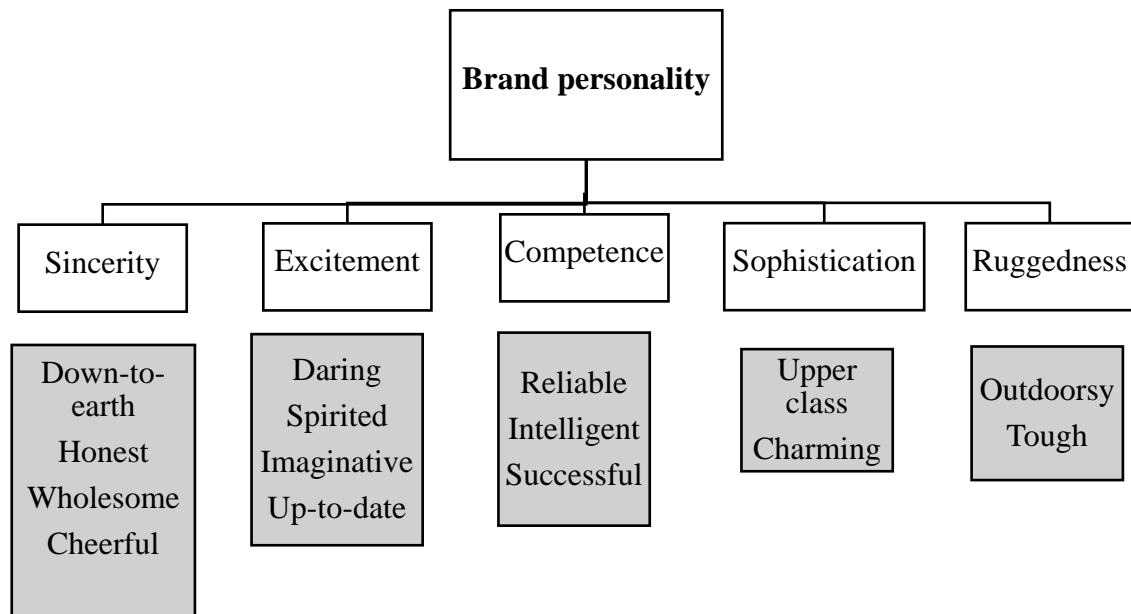 Brand personality
Sincerity
Excitement
Competence
Sophistication
Ruggedness
Down-to-
earth
Honest
Wholesome
Cheerful
Daring
Spirited
Imaginative
Up-to-date
Reliable
Intelligent
Successful
Upper
class
Charming
Outdoorsy
Tough